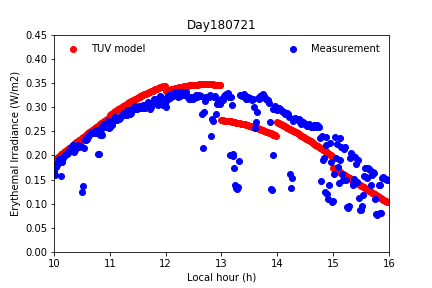 Day180721
TUV model
Measurement
Erythemal Irradiance (W/m2)
0.45
0.40
0.35
0.30
0.25
0.20
0.15
0.10
0.05
0.00
10 11 12 13 14 15 16
Local hour (h)